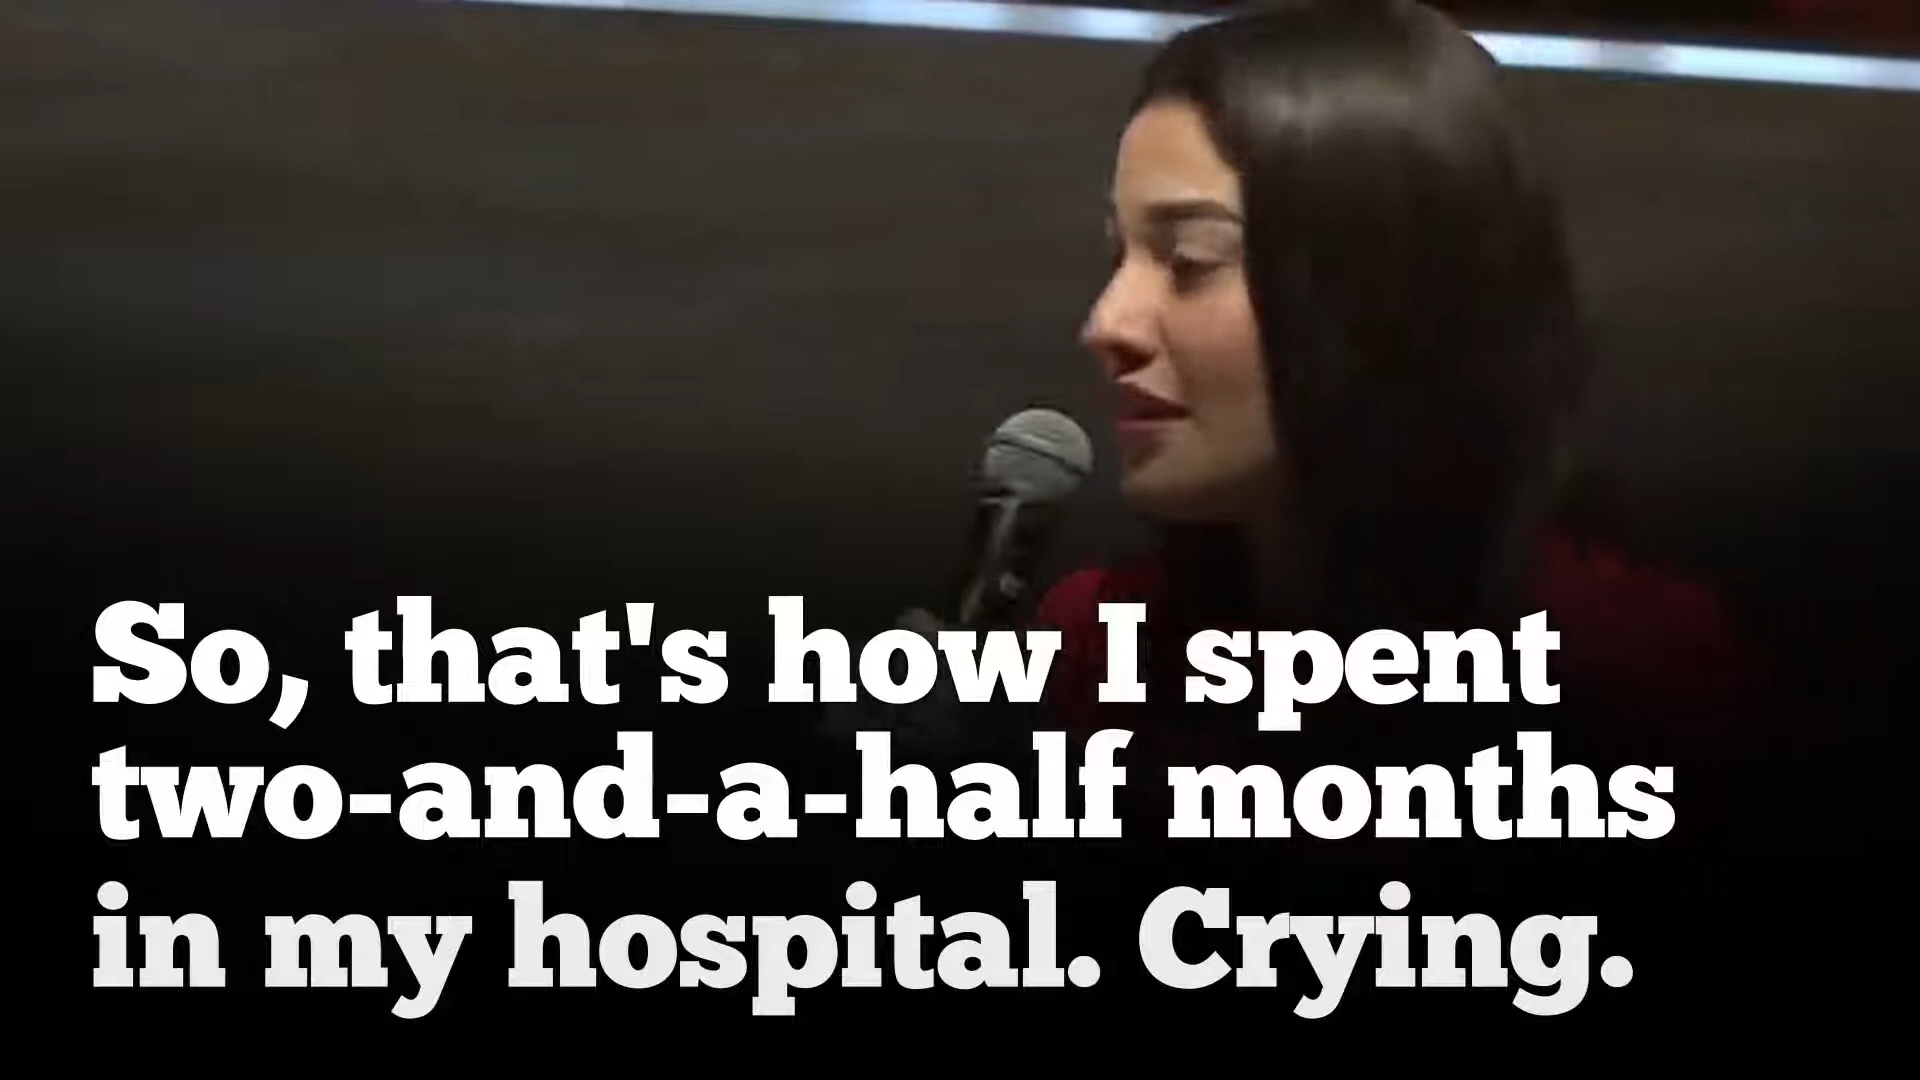 So, that's how I spent
two-and-a-half months
in my hospital. Crying.